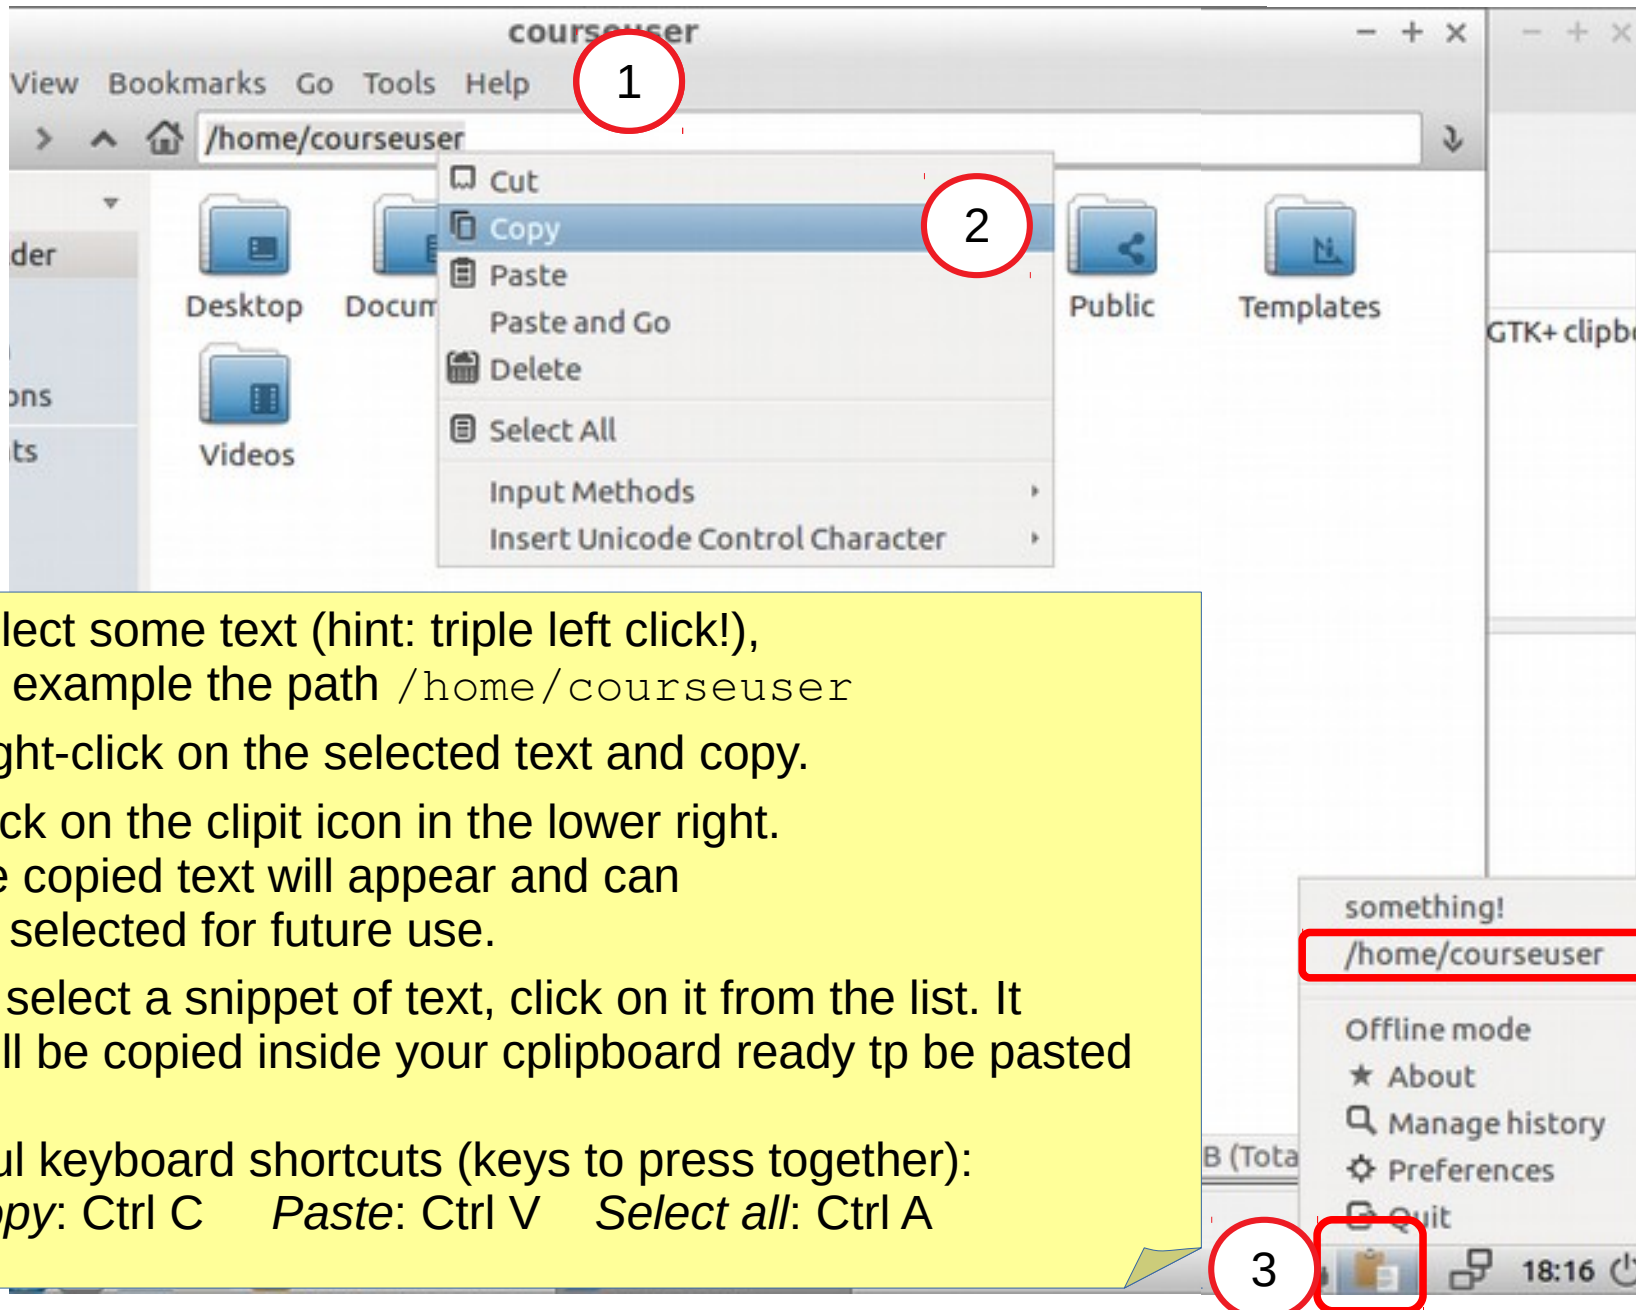 courseuser
View Bookmarks Go Tools Help
1
/home/courseuser
Cut
2
Copy
Paste
Paste and Go
Delete
Select All
Input Methods
Insert Unicode Control Character
der
Desktop
Docum
Public
Templates
GTK+ clipb
ons
ts
Videos
lect some text (hint: triple left click!),
example the path /home/courseuser
ght-click on the selected text and copy.
ck on the clipit icon in the lower right.
e copied text will appear and can
selected for future use.
select a snippet of text, click on it from the list. It
ll be copied inside your cplipboard ready tp be pasted
ul keyboard shortcuts (keys to press together):
opy: Ctrl C Paste: Ctrl V Select all: Ctrl A
something!
/home/courseuser
Offline mode
About
Manage history
Preferences
Quit
B (Tota
3
18:16